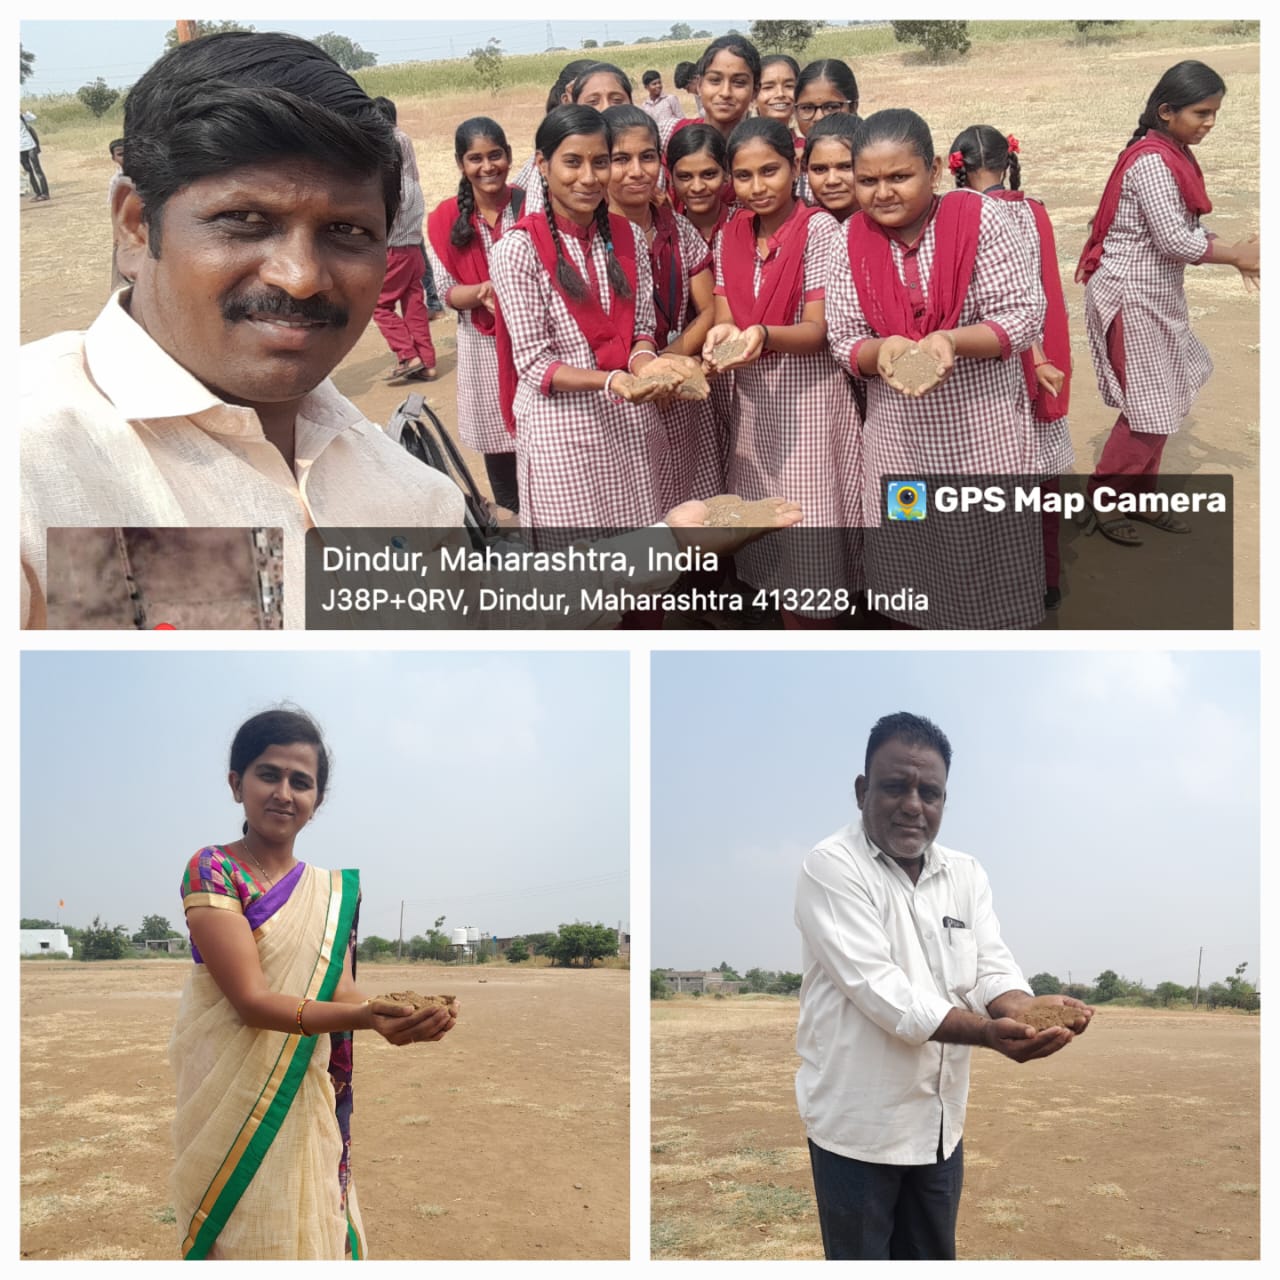 GPS Map Camera
Dindur, Maharashtra, India
J38P+QRV, Dindur, Maharashtra 413228, India